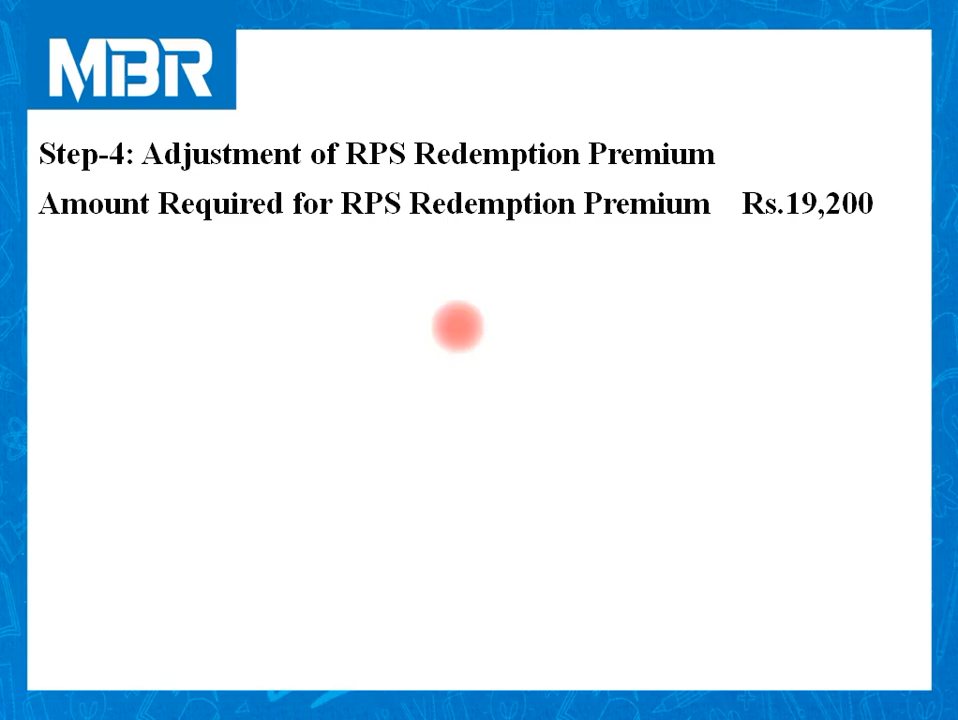 MBR
Step-4: Adjustment of RPS Redemption Premium
Amount Required for RPS Redemption Premium Rs.19,200